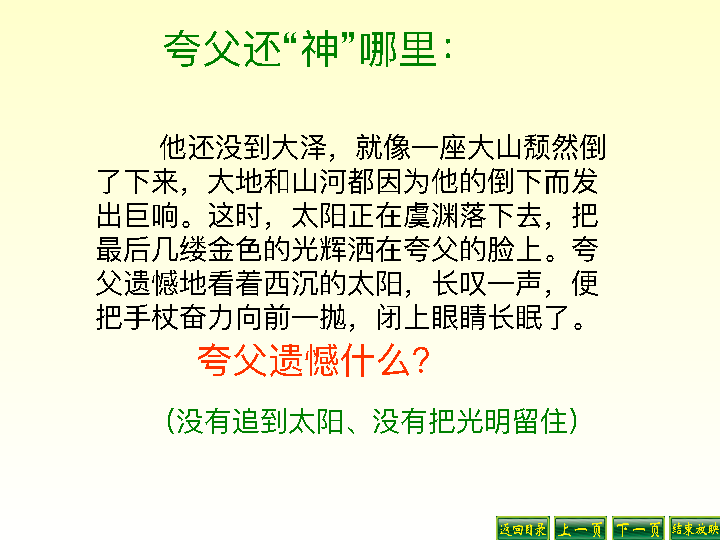 夸父还“神”哪里：
他还没到大泽，就像一座大山颓然倒
了下来，大地和山河都因为他的倒下而发
出巨响。这时，太阳正在虞渊落下去，把
最后几缕金色的光辉洒在夸父的脸上。夸
父遗憾地看着西沉的太阳，长叹一声，便
把手杖奋力向前一抛，闭上眼睛长眠了。
夸父遗憾什么?
（没有追到太阳、没有把光明留住）
返回目录 上一页 下一页 结束放映